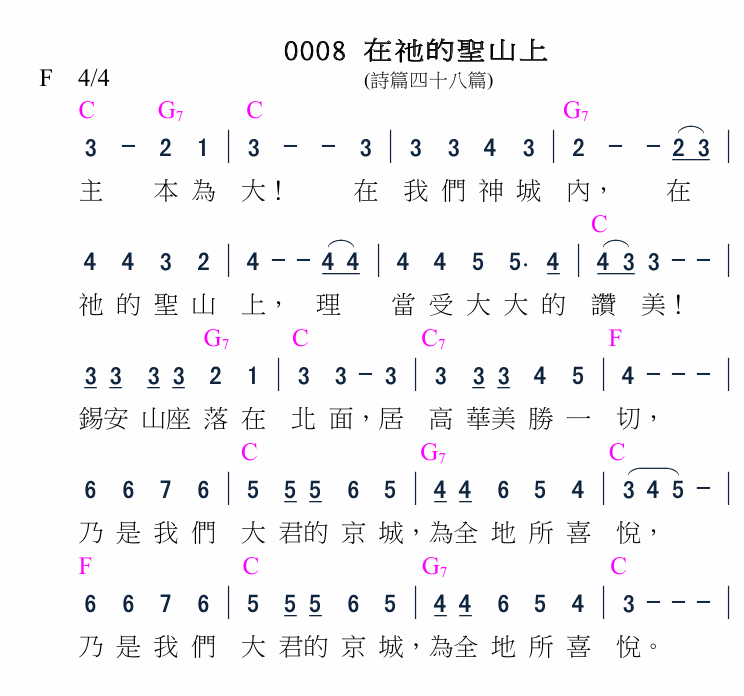 0008 在祂的聖山上
F 4/4 (詩篇四十八篇)
C G7 C G7
3 - 2 1 | 3 - - 3 | 3 3 4 3 | 2 - - 2 3 |
主 本為 大！ 在 我們神城 內， 在
C
4 4 3 2 | 4 - - 4 4 | 4 4 5 5. 4 | 4 3 3 - - |
祂的聖山 上， 理 當受大大的 讚 美！
G7 C C7 F
3 3 3 3 2 1 | 3 3 - 3 | 3 3 3 4 5 | 4 - - - |
錫安山座落在 北面，居 高華美勝一 切，
C G7 C
6 6 7 6 | 5 5 5 6 5 | 4 4 6 5 4 | 3 4 5 - |
乃是我們 大君的京城，為全地所喜 悅，
F C G7 C
6 6 7 6 | 5 5 5 6 5 | 4 4 6 5 4 | 3 - - - |
乃是我們 大君的京城，為全地所喜 悅。